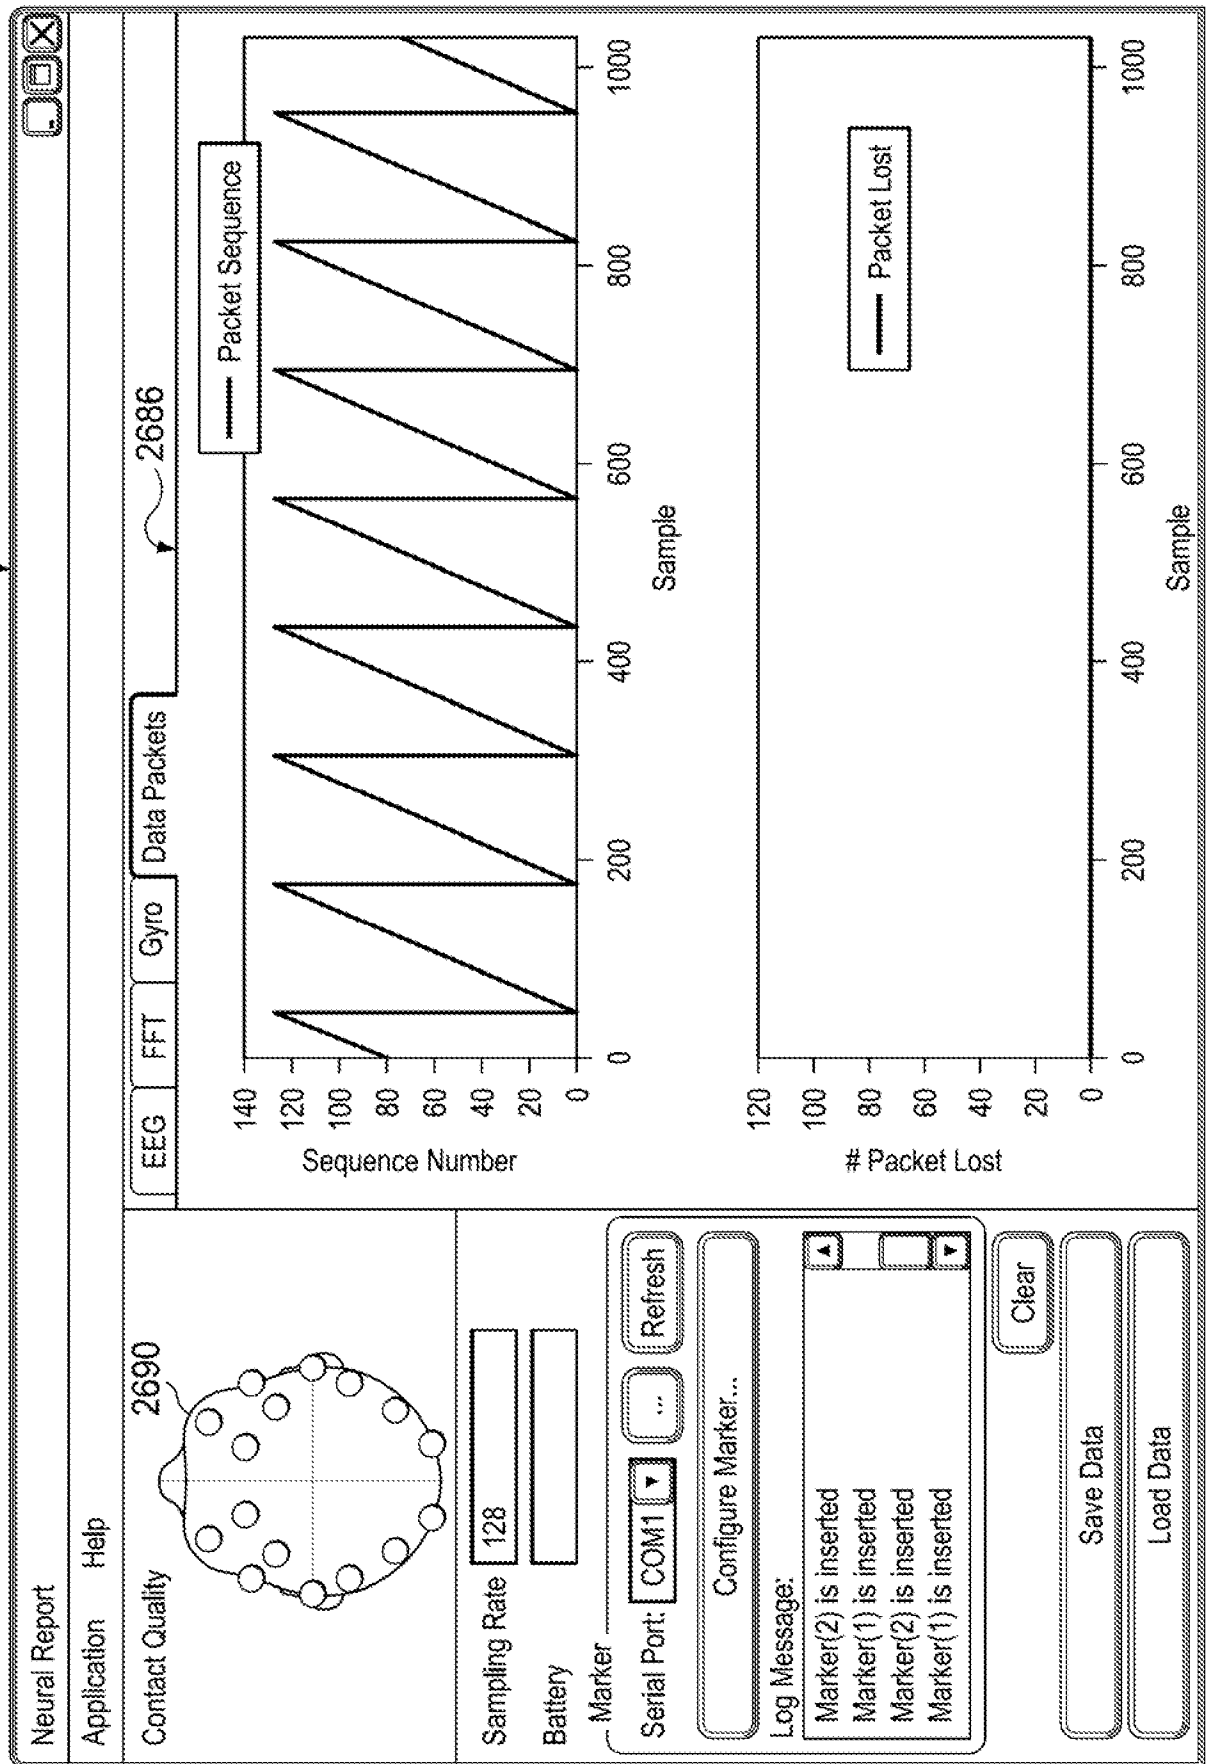 Neural Report
Application Help
Contact Quality
2690
Sampling Rate 128
Battery
Marker
Serial Port: COM1 ... Refresh
Configure Marker...
Log Message:
Marker(2) is inserted
Marker(1) is inserted
Marker(2) is inserted
Marker(1) is inserted
Clear
Save Data
Load Data
EEG FFT Gyro Data Packets
2686
Packet Sequence
140
120
100
80
60
40
20
0
Sequence Number
0 200 400 600 800 1000
Sample
Packet Lost
120
100
80
60
40
20
0
# Packet Lost
0 200 400 600 800 1000
Sample